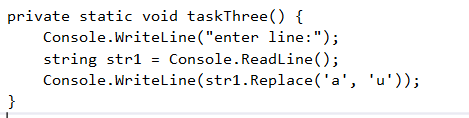 private static void taskThree() {
    Console.WriteLine("enter line:");
    string str1 = Console.ReadLine();
    Console.WriteLine(str1.Replace('a', 'u'));
}